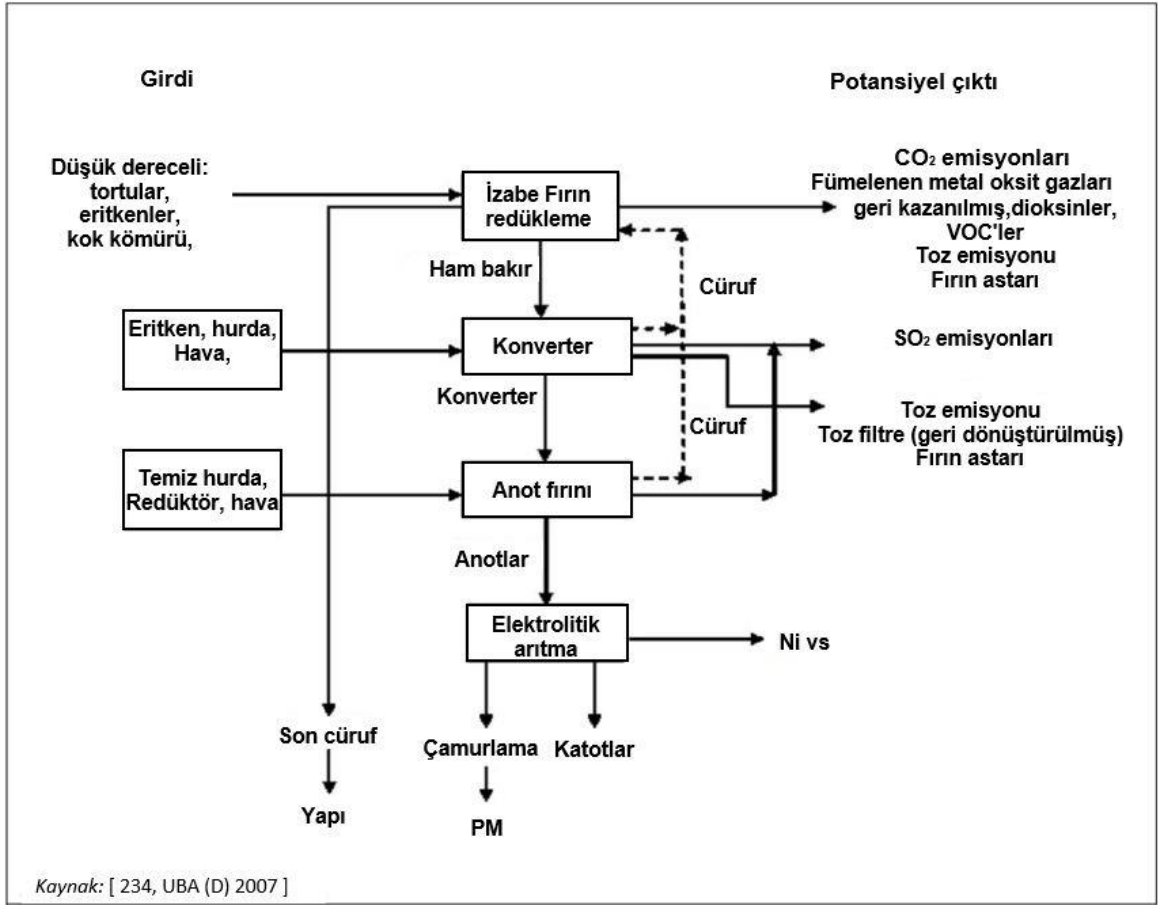 Girdi
Potansiyel çıktı
Düşük dereceli:
tortular,
eritkenler,
kok kömürü,
İzabe Fırın
redükleme
CO₂ emisyonları
Fümelenen metal oksit gazları
geri kazanılmış,dioksinler,
VOC'ler
Toz emisyonu
Fırın astarı
Ham bakır
Cüruf
Eritken, hurda,
Hava,
Konverter
SO₂ emisyonları
Konverter
Cüruf
Toz emisyonu
Toz filtre (geri dönüştürülmüş)
Fırın astarı
Temiz hurda,
Redüktör, hava
Anot fırını
Anotlar
Elektrolitik
arıtma
Ni vs
Son cüruf
Çamurlama
Katotlar
Yapı
PM
Kaynak: [ 234, UBA (D) 2007 ]